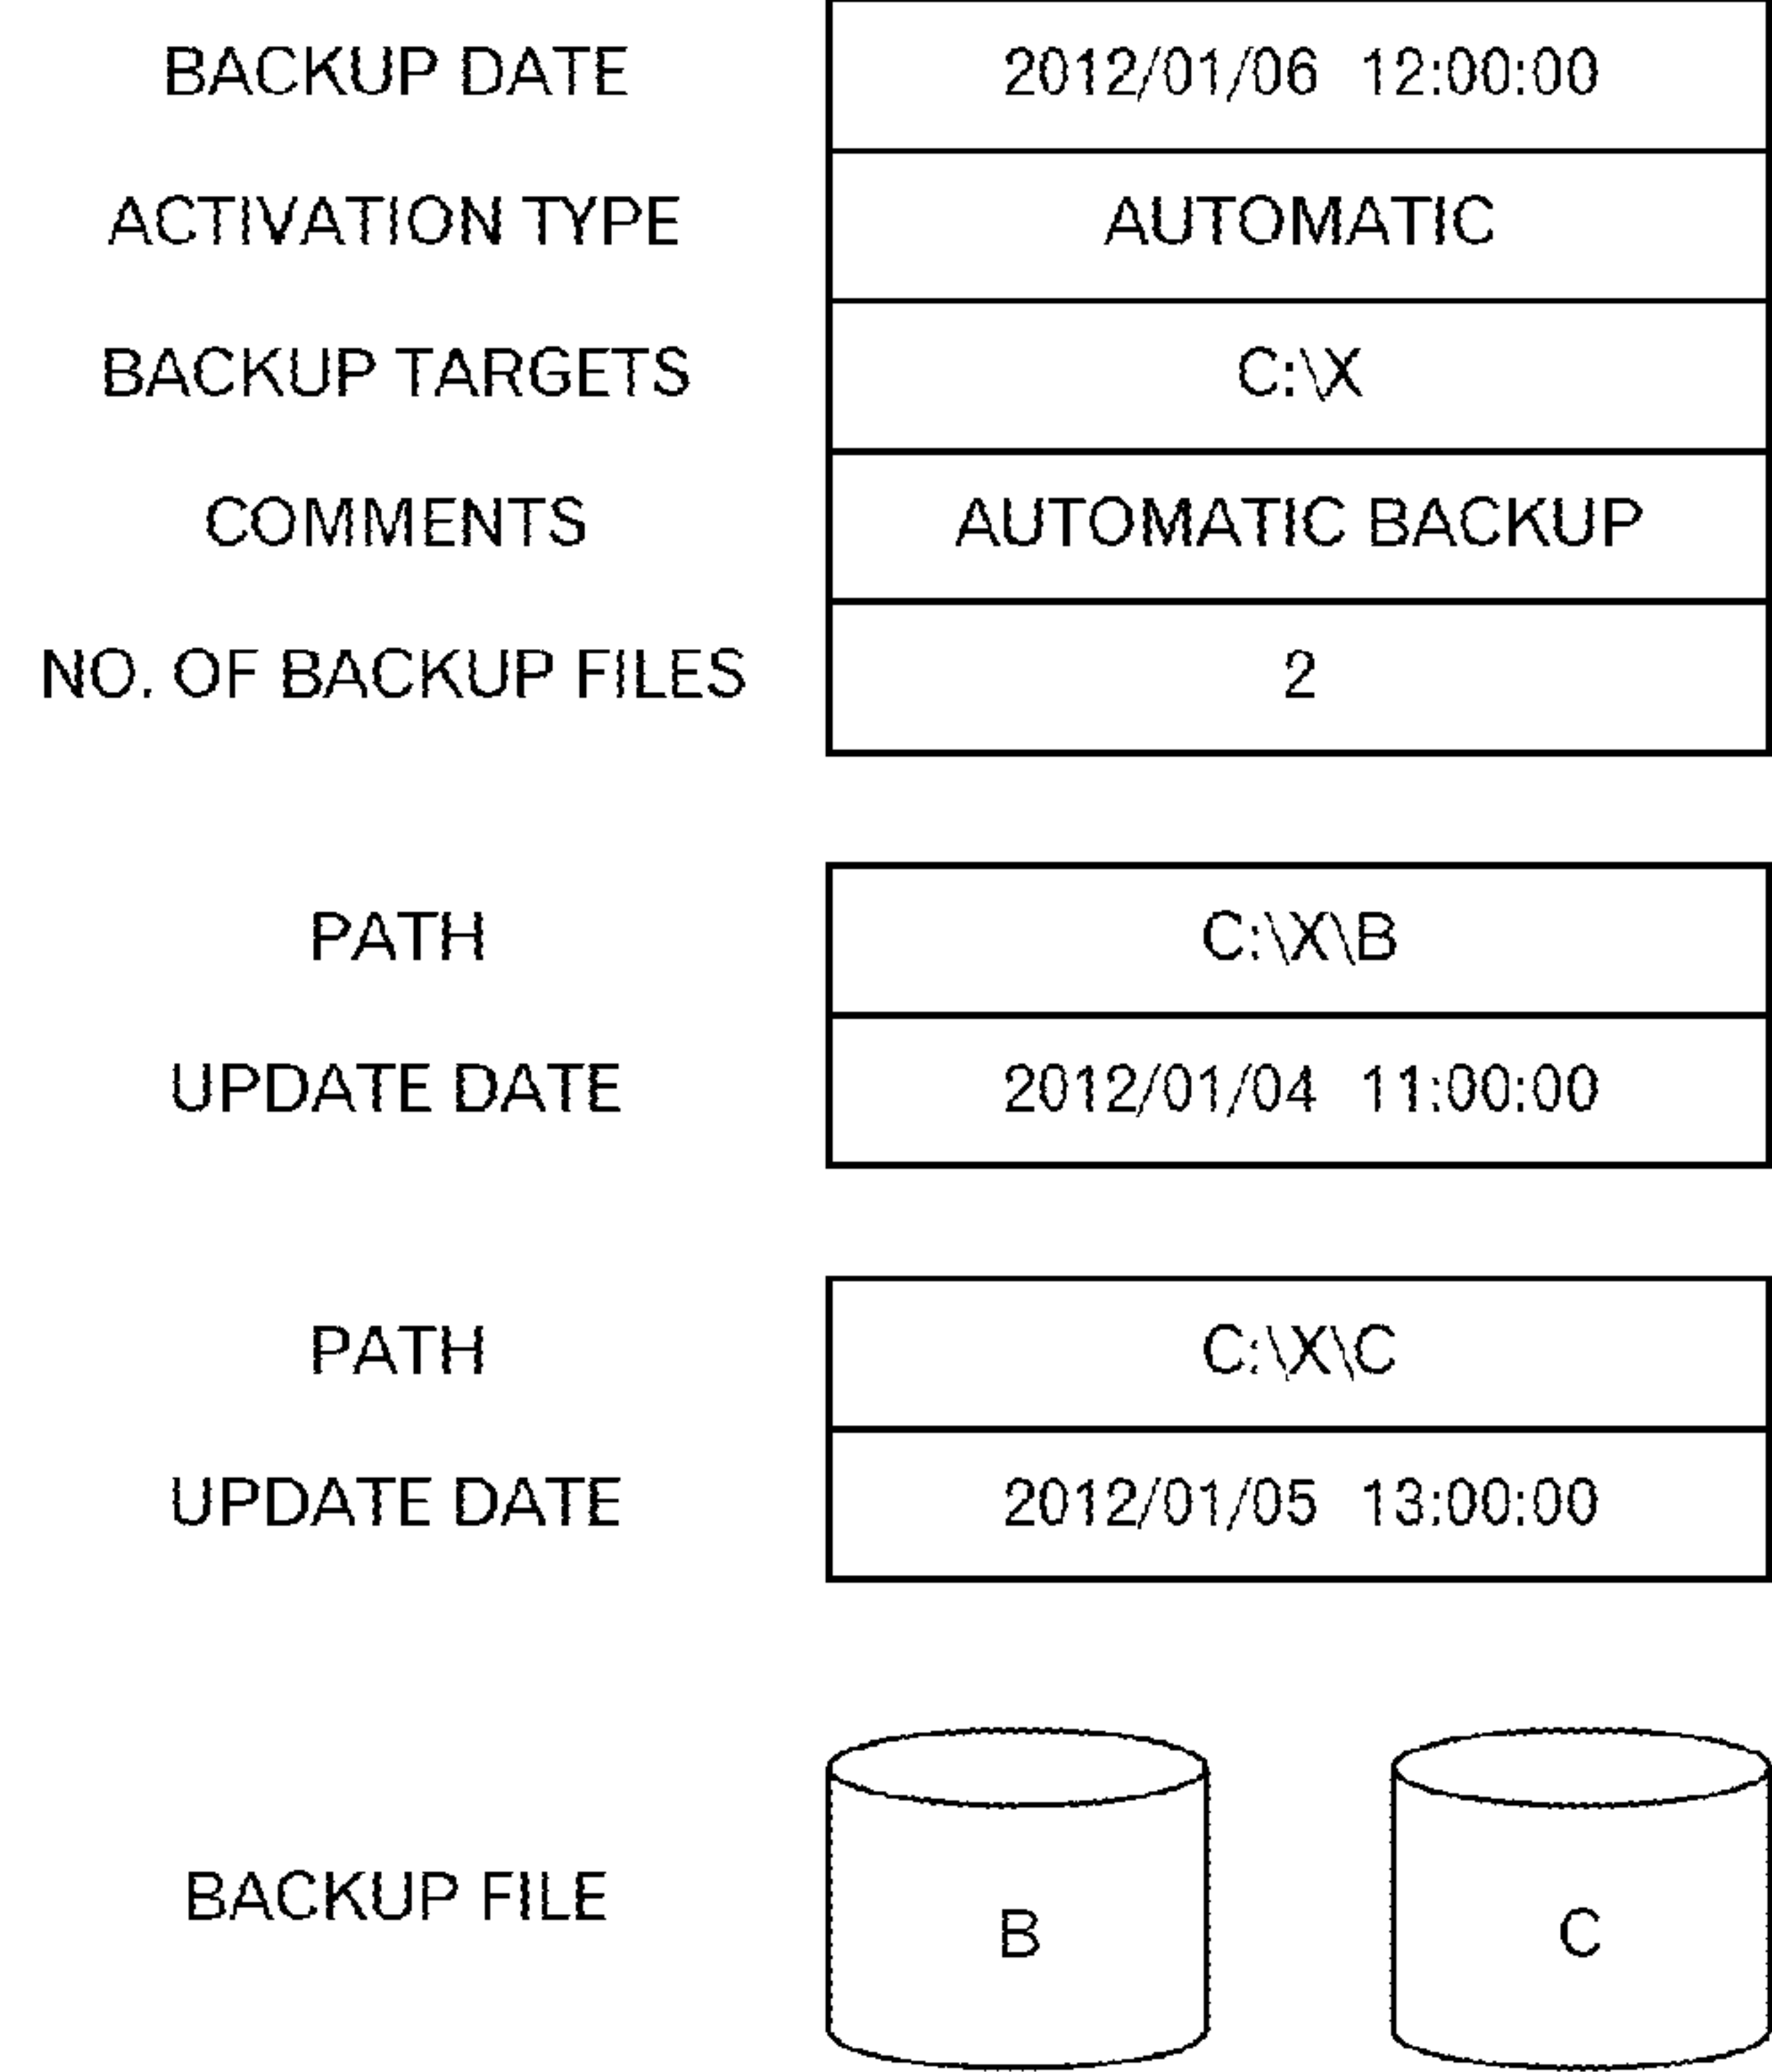 BACKUP DATE 2012/01/06 12:00:00
ACTIVATION TYPE AUTOMATIC
BACKUP TARGETS C:\X
COMMENTS AUTOMATIC BACKUP
NO. OF BACKUP FILES 2
PATH C:\X\B
UPDATE DATE 2012/01/04 11:00:00
PATH C:\X\C
UPDATE DATE 2012/01/05 13:00:00
BACKUP FILE B C